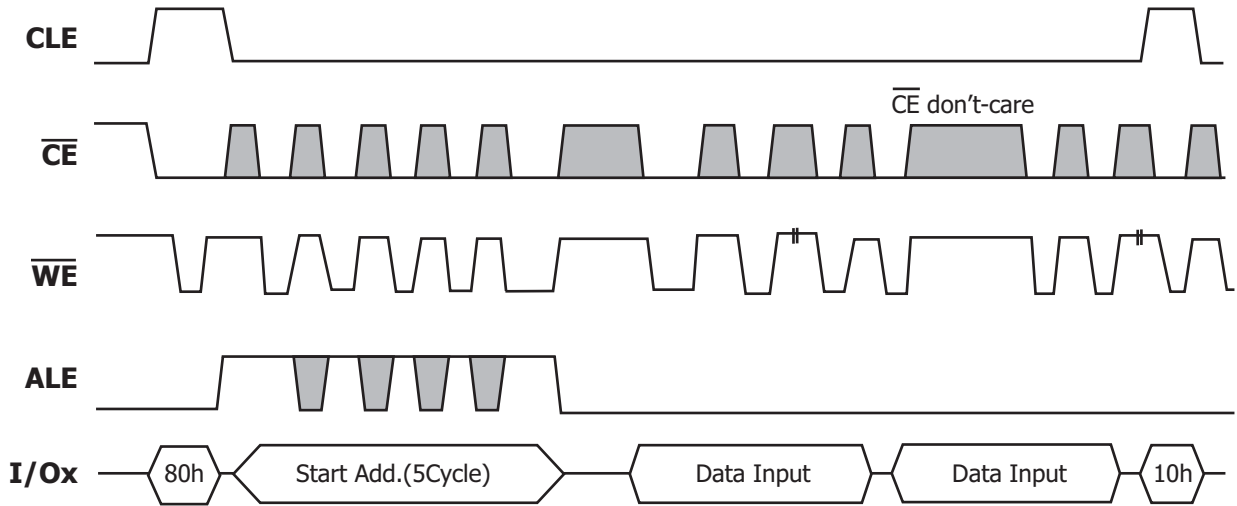 CLE
CE don't-care
CE
WE
ALE
I/Ox 80h Start Add.(5Cycle) Data Input Data Input 10h